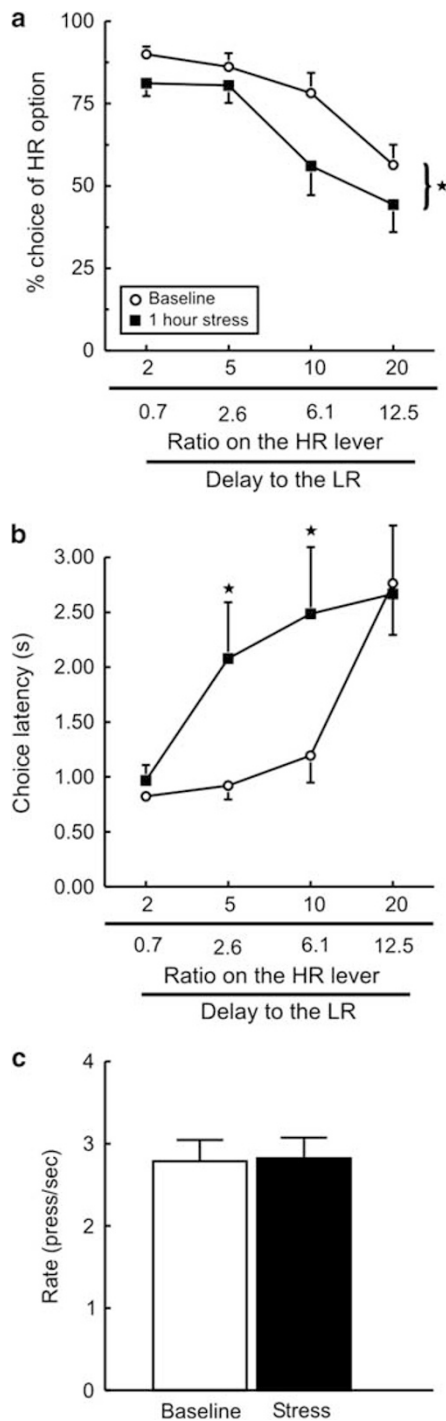 a
% choice of HR option
100
75
50
25
0
Baseline
1 hour stress
★
2 5 10 20
0.7 2.6 6.1 12.5
Ratio on the HR lever
Delay to the LR
b
Choice latency (s)
3.00
2.50
2.00
1.50
1.00
0.50
0.00
★ ★
2 5 10 20
0.7 2.6 6.1 12.5
Ratio on the HR lever
Delay to the LR
c
Rate (press/sec)
4
3
2
1
0
Baseline Stress